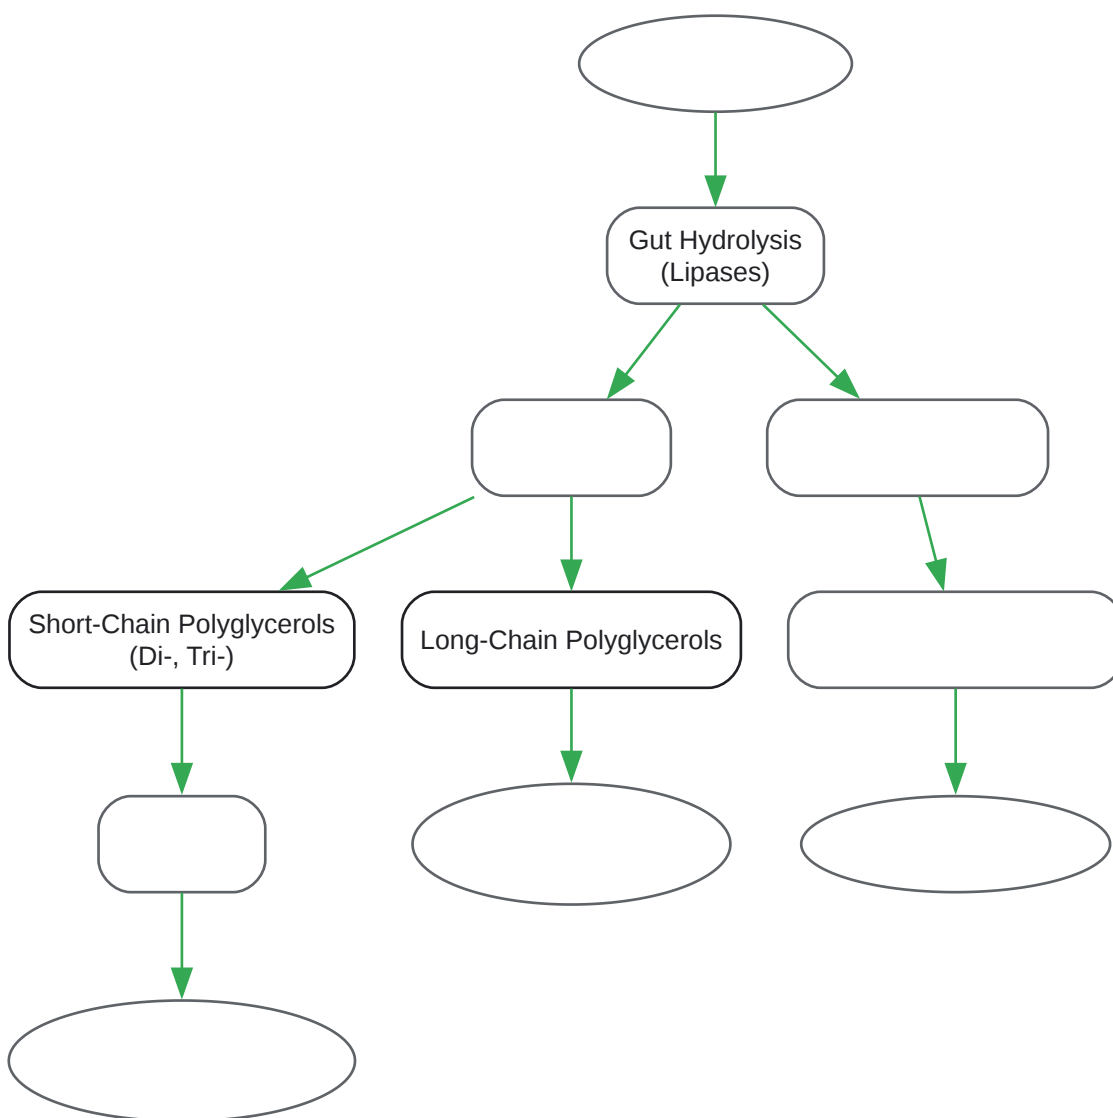 Gut Hydrolysis
(Lipases)
Short-Chain Polyglycerols
(Di-, Tri-)
Long-Chain Polyglycerols